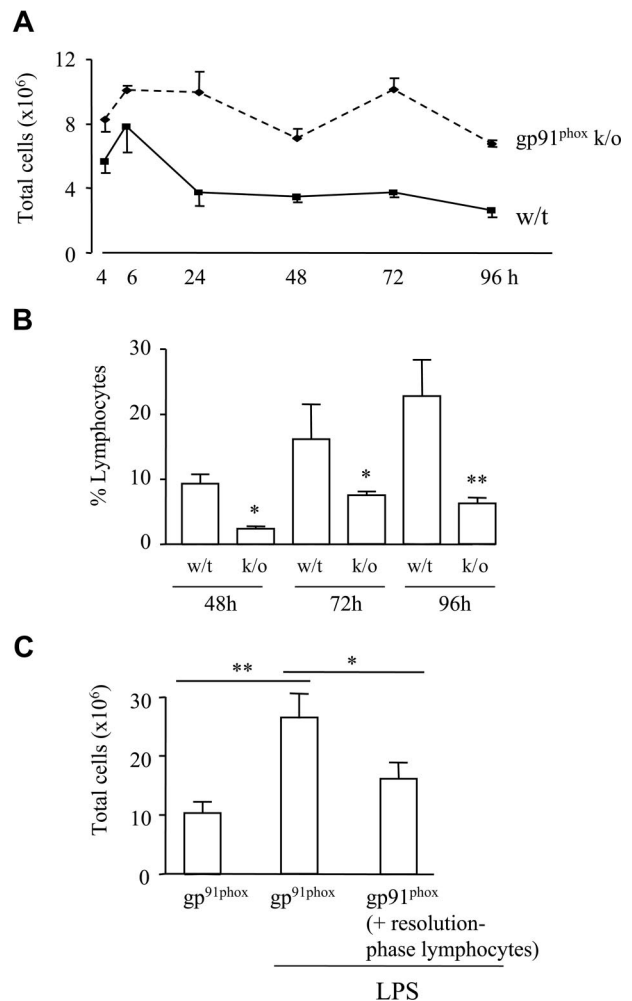 A
Total cells (x10⁶)
12
8
4
0
gp91ᵖʰᵒˣ k/o
w/t
4 6 24 48 72 96 h
B
% Lymphocytes
30
20
10
0
* * **
w/t k/o w/t k/o w/t k/o
48h 72h 96h
C
Total cells (x10⁶)
** *
30
20
10
0
gp⁹¹ᵖʰᵒˣ gp⁹¹ᵖʰᵒˣ gp91ᵖʰᵒˣ
(+ resolution-
phase lymphocytes)
LPS